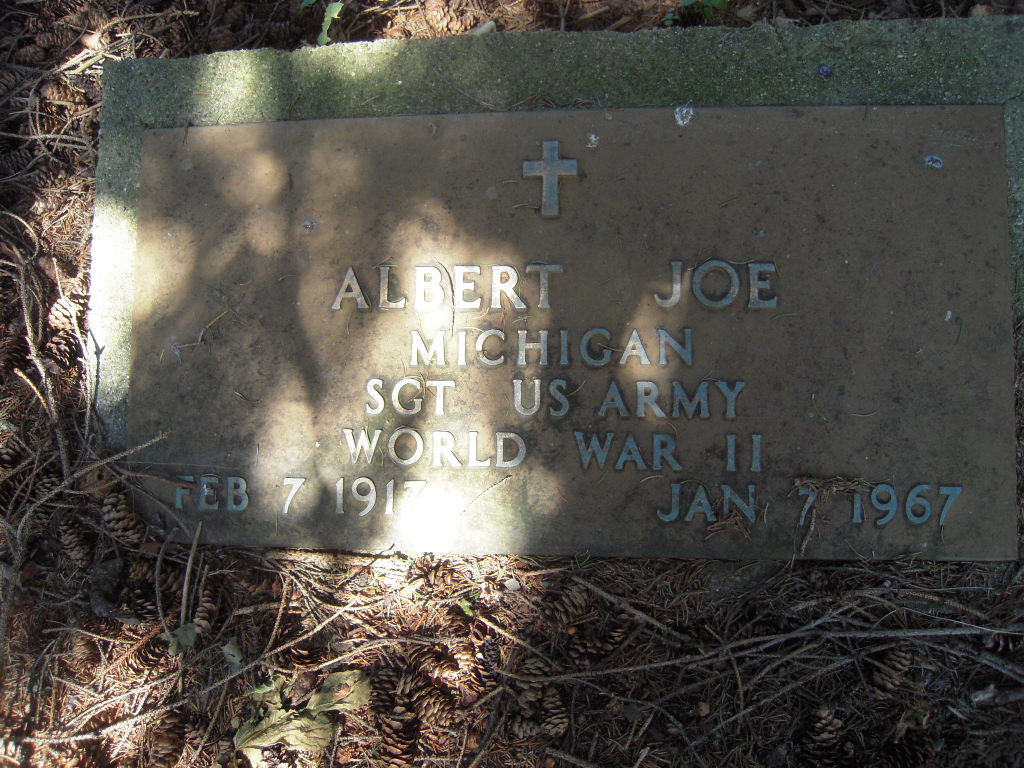 ALBERT JOE
MICHIGAN
SGT US ARMY
WORLD WAR II
FEB 7 1917 JAN 7 1967